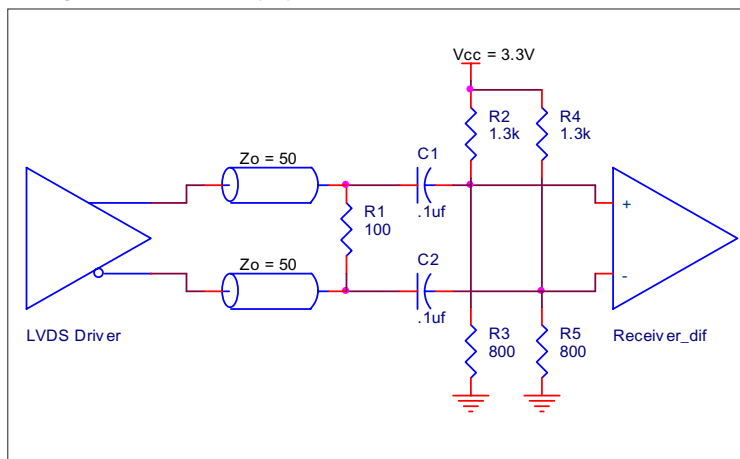 Vcc = 3.3V
R2
1.3k
R4
1.3k
Zo = 50
C1
.1uf
R1
100
+
Zo = 50
C2
.1uf
-
LVDS Driver
R3
800
R5
800
Receiver_dif